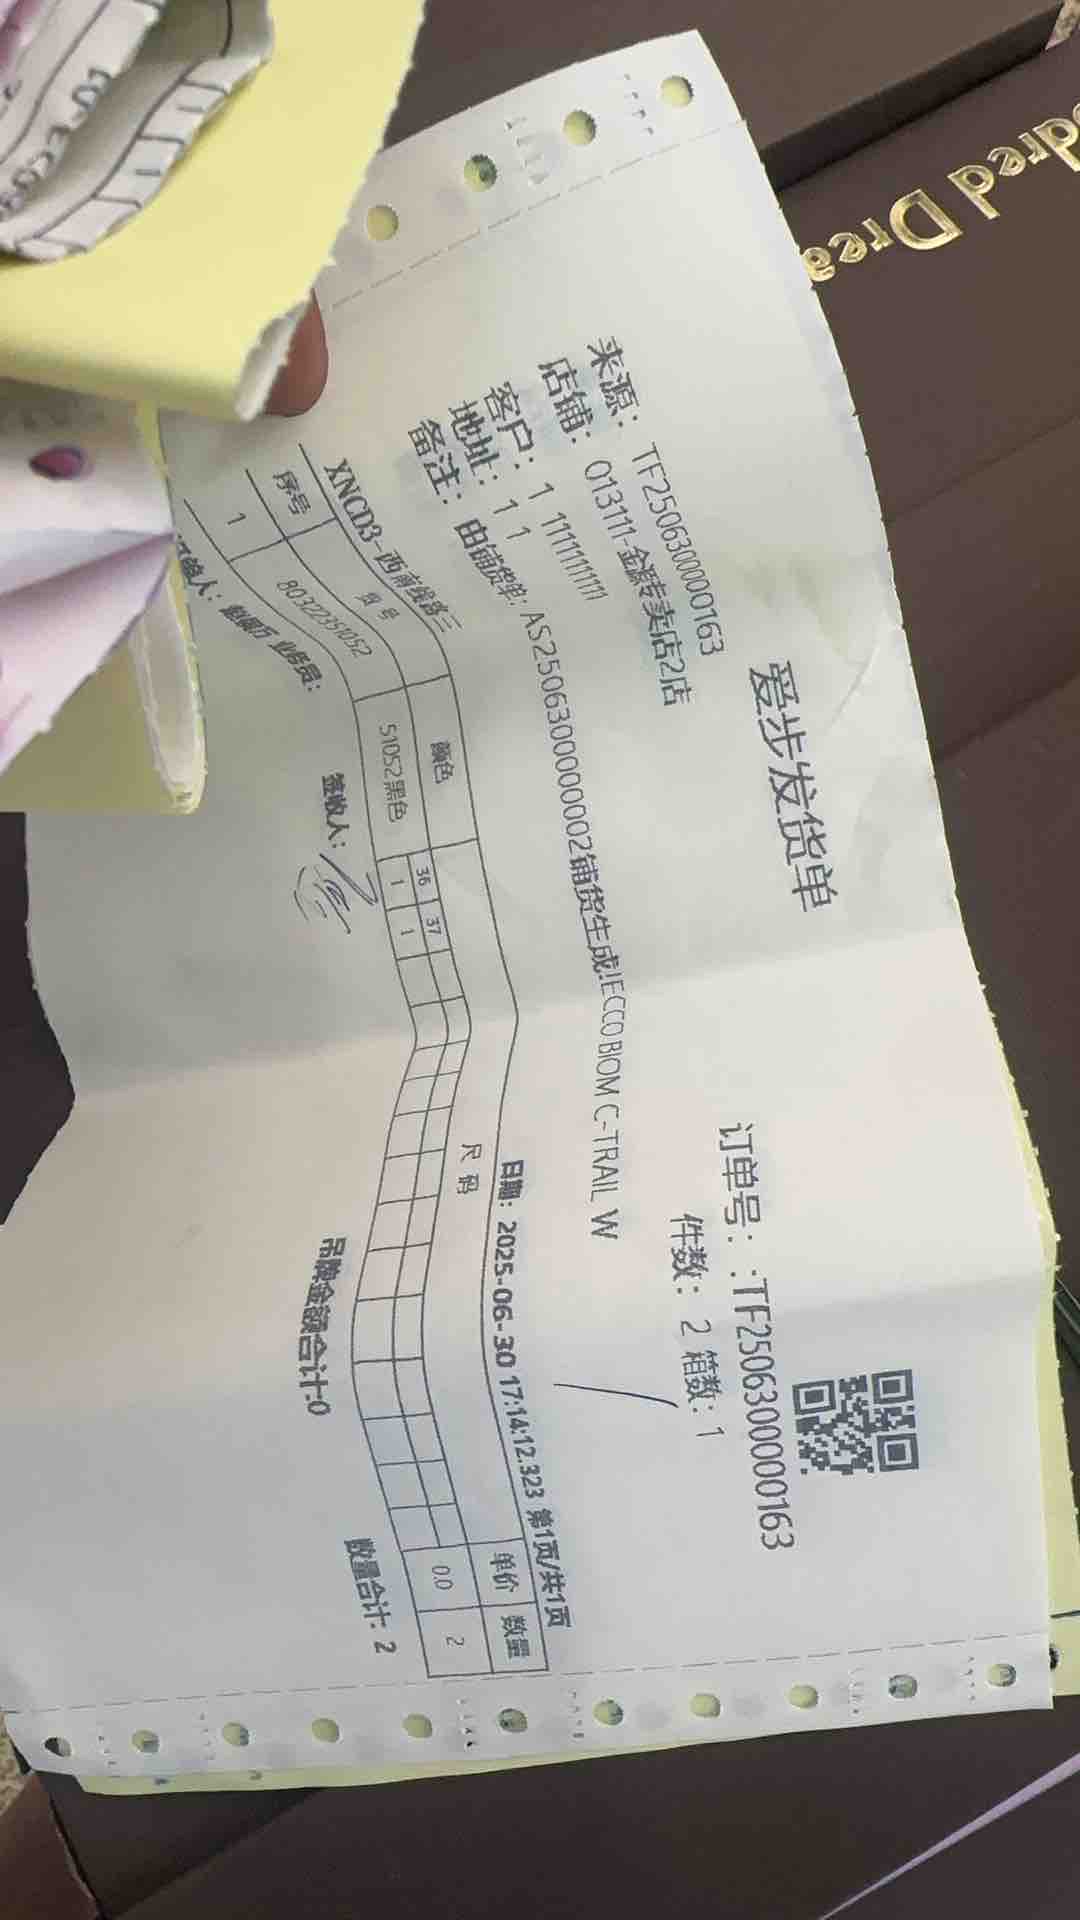 爱步发货单
来源: TF250630000163
订单号: :TF250630000163
店铺: 013111-金源专卖店2店
件数: 2 箱数: 1
客户: 1 11111111111
地址: 1 1
备注: 由铺货单: AS250630000002铺货生成!ECCO BIOM C-TRAIL W
XNCD3-西南线路三
日期: 2025-06-30 17:14:12.323 第1页/共1页
序号 货号 颜色 尺码 单价 数量
36 37
1 80322351052 51052黑色 1 1 0.0 2
业务员:
签收人:
吊牌金额合计:0
数量合计: 2
dred Drea